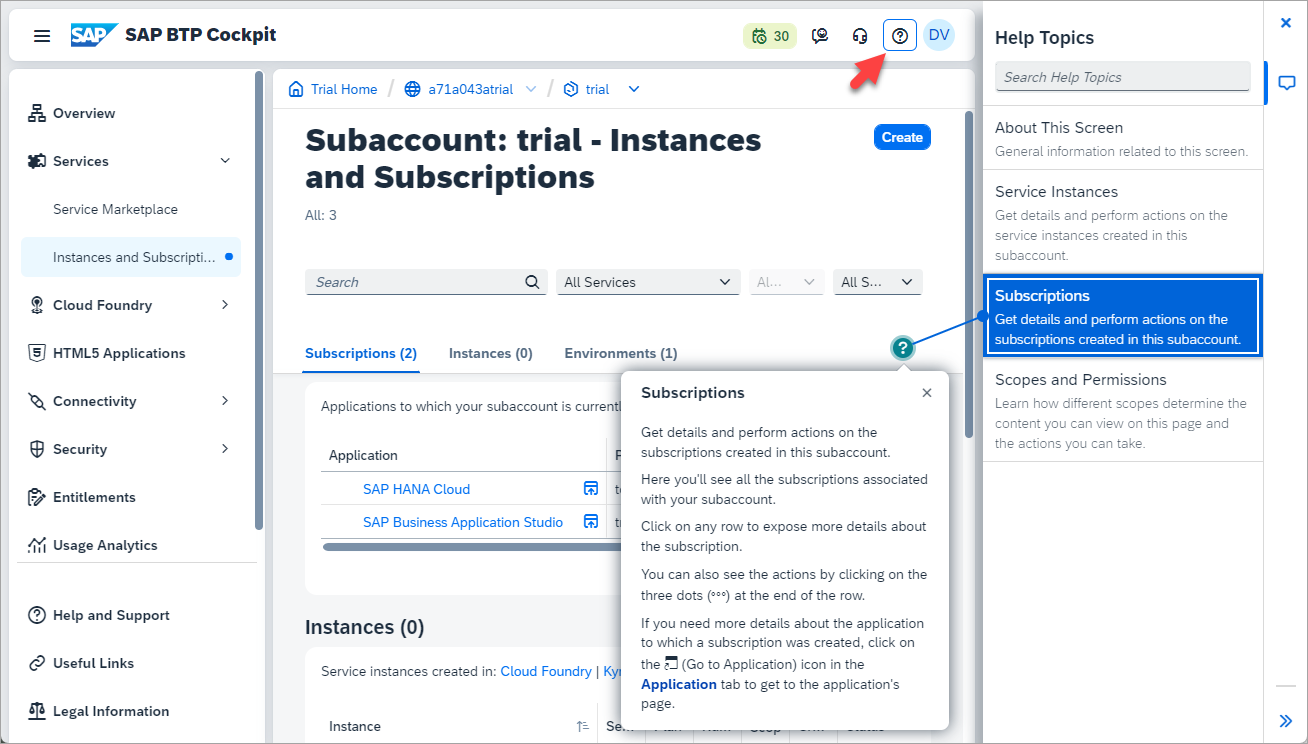 SAP SAP BTP Cockpit
30
DV
Overview
Services
Service Marketplace
Instances and Subscripti...
Cloud Foundry
HTML5 Applications
Connectivity
Security
Entitlements
Usage Analytics
Help and Support
Useful Links
Legal Information
Trial Home / a71a043atrial / trial
Subaccount: trial - Instances
and Subscriptions
Create
All: 3
Search
All Services
Al...
All S...
Subscriptions (2)
Instances (0)
Environments (1)
Applications to which your subaccount is currently
Application
SAP HANA Cloud
SAP Business Application Studio
Instances (0)
Service instances created in: Cloud Foundry |
Instance
Subscriptions
Get details and perform actions on the
subscriptions created in this subaccount.
Here you'll see all the subscriptions associated
with your subaccount.
Click on any row to expose more details about
the subscription.
You can also see the actions by clicking on the
three dots (°°°) at the end of the row.
If you need more details about the application
to which a subscription was created, click on
the (Go to Application) icon in the
Application tab to get to the application's
page.
Help Topics
Search Help Topics
About This Screen
General information related to this screen.
Service Instances
Get details and perform actions on the
service instances created in this
subaccount.
Subscriptions
Get details and perform actions on the
subscriptions created in this subaccount.
Scopes and Permissions
Learn how different scopes determine the
content you can view on this page and
the actions you can take.